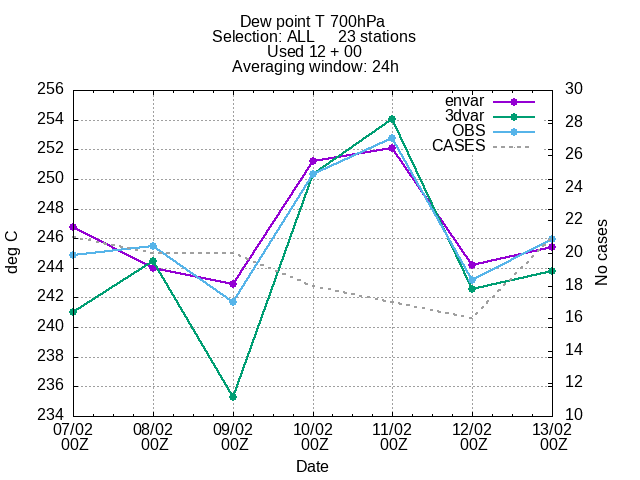 Dew point T 700hPa
Selection: ALL 23 stations
Used 12 + 00
Averaging window: 24h
envar
3dvar
OBS
CASES
256
254
252
250
248
246
244
242
240
238
236
234
deg C
30
28
26
24
22
20
18
16
14
12
10
No cases
07/02 08/02 09/02 10/02 11/02 12/02 13/02
00Z 00Z 00Z 00Z 00Z 00Z 00Z
Date